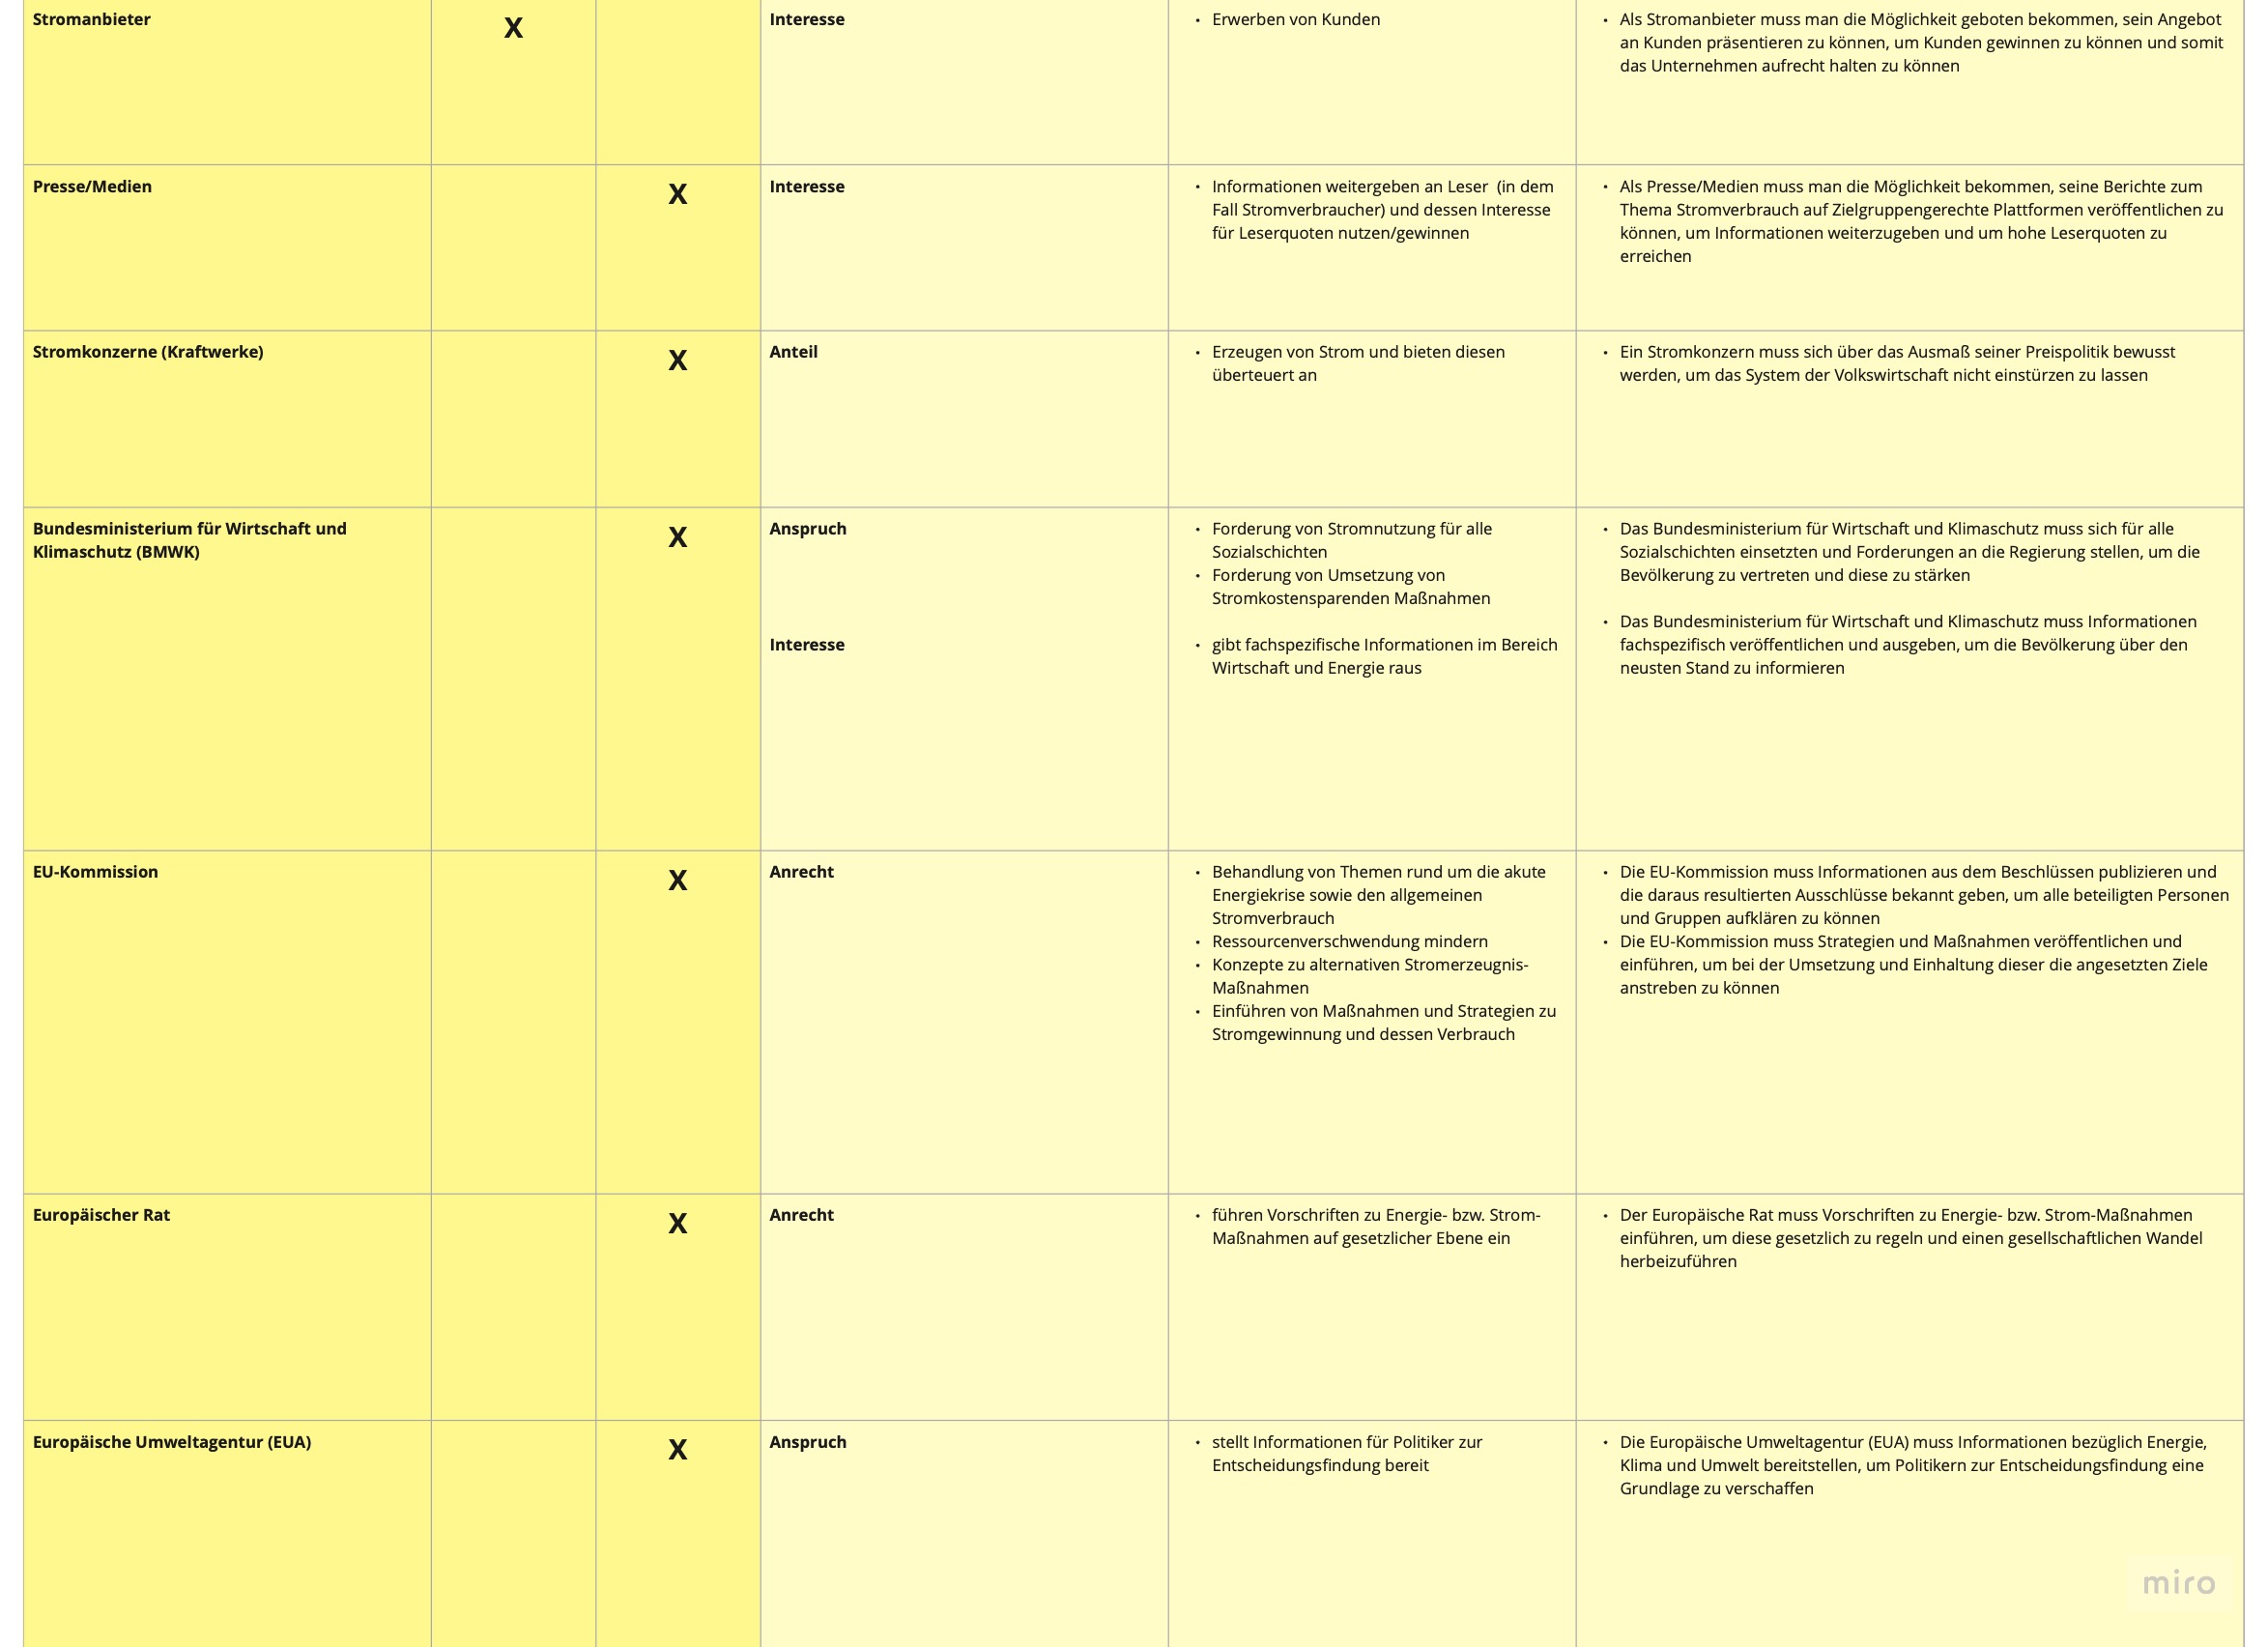 Stromanbieter
X
Interesse
• Erwerben von Kunden
• Als Stromanbieter muss man die Möglichkeit geboten bekommen, sein Angebot
an Kunden präsentieren zu können, um Kunden gewinnen zu können und somit
das Unternehmen aufrecht halten zu können
Presse/Medien
X
Interesse
• Informationen weitergeben an Leser (in dem
Fall Stromverbraucher) und dessen Interesse
für Leserquoten nutzen/gewinnen
• Als Presse/Medien muss man die Möglichkeit bekommen, seine Berichte zum
Thema Stromverbrauch auf Zielgruppengerechte Plattformen veröffentlichen zu
können, um Informationen weiterzugeben und um hohe Leserquoten zu
erreichen
Stromkonzerne (Kraftwerke)
X
Anteil
• Erzeugen von Strom und bieten diesen
überteuert an
• Ein Stromkonzern muss sich über das Ausmaß seiner Preispolitik bewusst
werden, um das System der Volkswirtschaft nicht einstürzen zu lassen
Bundesministerium für Wirtschaft und
Klimaschutz (BMWK)
X
Anspruch
• Forderung von Stromnutzung für alle
Sozialschichten
• Forderung von Umsetzung von
Stromkostensparenden Maßnahmen
Interesse
• gibt fachspezifische Informationen im Bereich
Wirtschaft und Energie raus
• Das Bundesministerium für Wirtschaft und Klimaschutz muss sich für alle
Sozialschichten einsetzten und Forderungen an die Regierung stellen, um die
Bevölkerung zu vertreten und diese zu stärken
• Das Bundesministerium für Wirtschaft und Klimaschutz muss Informationen
fachspezifisch veröffentlichen und ausgeben, um die Bevölkerung über den
neusten Stand zu informieren
EU-Kommission
X
Anrecht
• Behandlung von Themen rund um die akute
Energiekrise sowie den allgemeinen
Stromverbrauch
• Ressourcenverschwendung mindern
• Konzepte zu alternativen Stromerzeugnis-
Maßnahmen
• Einführen von Maßnahmen und Strategien zu
Stromgewinnung und dessen Verbrauch
• Die EU-Kommission muss Informationen aus dem Beschlüssen publizieren und
die daraus resultierten Ausschlüsse bekannt geben, um alle beteiligten Personen
und Gruppen aufklären zu können
• Die EU-Kommission muss Strategien und Maßnahmen veröffentlichen und
einführen, um bei der Umsetzung und Einhaltung dieser die angesetzten Ziele
anstreben zu können
Europäischer Rat
X
Anrecht
• führen Vorschriften zu Energie- bzw. Strom-
Maßnahmen auf gesetzlicher Ebene ein
• Der Europäische Rat muss Vorschriften zu Energie- bzw. Strom-Maßnahmen
einführen, um diese gesetzlich zu regeln und einen gesellschaftlichen Wandel
herbeizuführen
Europäische Umweltagentur (EUA)
X
Anspruch
• stellt Informationen für Politiker zur
Entscheidungsfindung bereit
• Die Europäische Umweltagentur (EUA) muss Informationen bezüglich Energie,
Klima und Umwelt bereitstellen, um Politikern zur Entscheidungsfindung eine
Grundlage zu verschaffen
miro